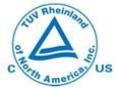 TÜV Rheinland
of North America, Inc.
C US